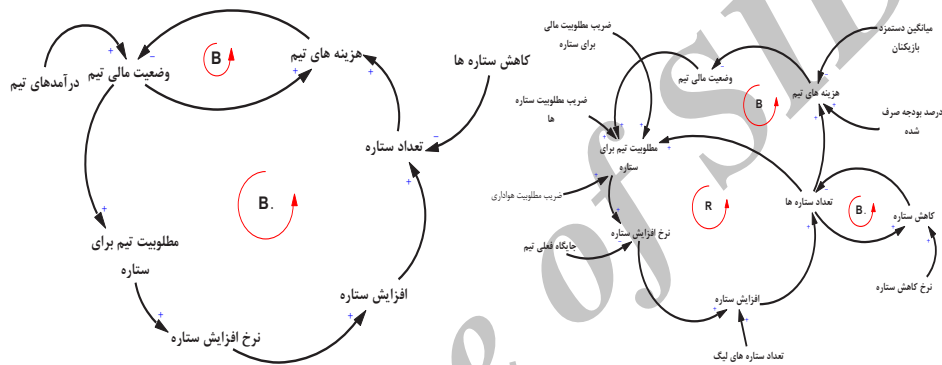 درآمدهای تیم
وضعیت مالی تیم
هزینه های تیم
کاهش ستاره ها
تعداد ستاره
مطلوبیت تیم برای
ستاره
نرخ افزایش ستاره
افزایش ستاره
B
B.
ضریب مطلوبیت مالی
برای ستاره
وضعیت مالی تیم
میانگین دستمزد
بازیکنان
هزینه های تیم
درصد بودجه صرف
شده
ضریب مطلوبیت ستاره
ها
مطلوبیت تیم برای
ستاره
ضریب مطلوبیت هواداری
نرخ افزایش ستاره
جایگاه فعلی تیم
افزایش ستاره
تعداد ستاره های لیگ
تعداد ستاره ها
کاهش ستاره
نرخ کاهش ستاره
B
R
B.
e of SID